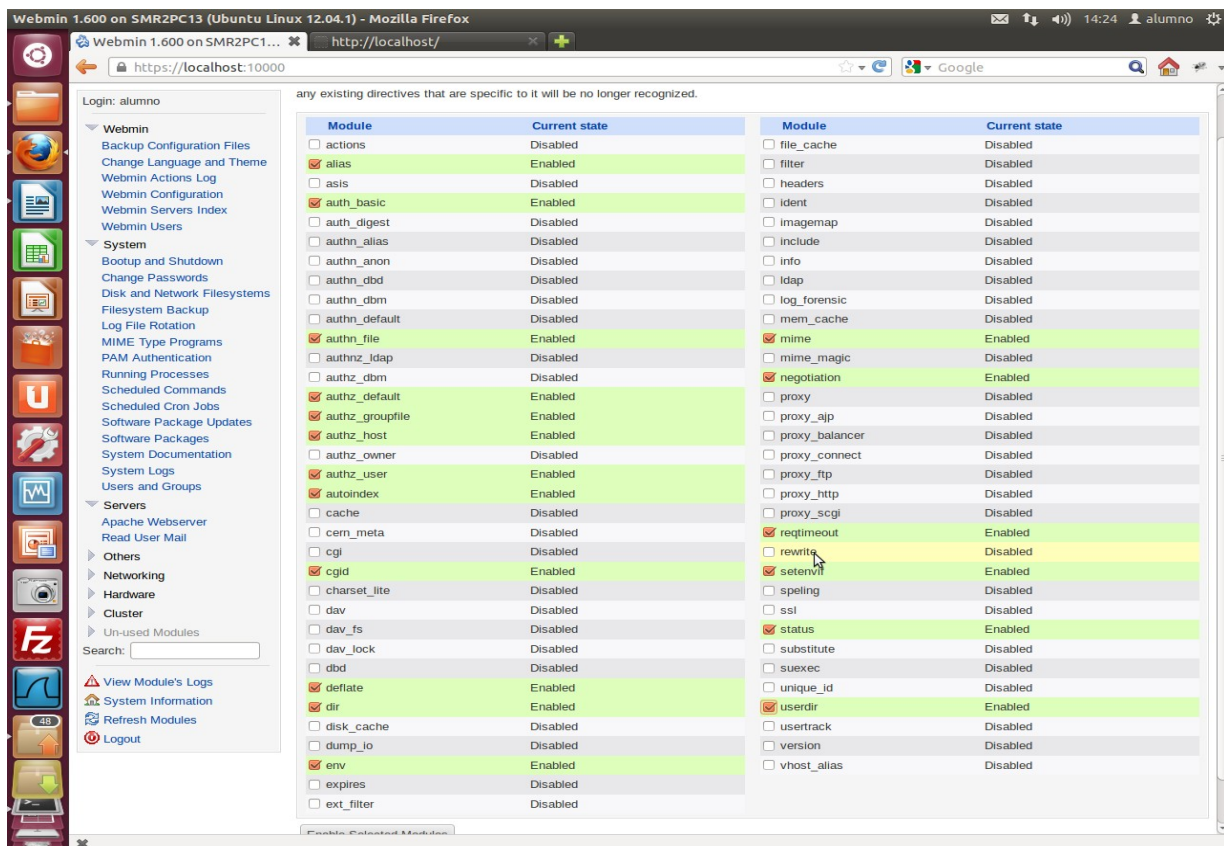 Webmin 1.600 on SMR2PC13 (Ubuntu Linux 12.04.1) - Mozilla Firefox
14:24 alumno
Webmin 1.600 on SMR2PC1...
http://localhost/
https://localhost:10000
Google
Login: alumno
Webmin
Backup Configuration Files
Change Language and Theme
Webmin Actions Log
Webmin Configuration
Webmin Servers Index
Webmin Users
System
Bootup and Shutdown
Change Passwords
Disk and Network Filesystems
Filesystem Backup
Log File Rotation
MIME Type Programs
PAM Authentication
Running Processes
Scheduled Commands
Scheduled Cron Jobs
Software Package Updates
Software Packages
System Documentation
System Logs
Users and Groups
Servers
Apache Webserver
Read User Mail
Others
Networking
Hardware
Cluster
Un-used Modules
Search:
View Module's Logs
System Information
Refresh Modules
Logout
48
any existing directives that are specific to it will be no longer recognized.
Module Current state
actions Disabled
alias Enabled
asis Disabled
auth_basic Enabled
auth_digest Disabled
authn_alias Disabled
authn_anon Disabled
authn_dbd Disabled
authn_dbm Disabled
authn_default Disabled
authn_file Enabled
authnz_ldap Disabled
authz_dbm Disabled
authz_default Enabled
authz_groupfile Enabled
authz_host Enabled
authz_owner Disabled
authz_user Enabled
autoindex Enabled
cache Disabled
cern_meta Disabled
cgi Disabled
cgid Enabled
charset_lite Disabled
dav Disabled
dav_fs Disabled
dav_lock Disabled
dbd Disabled
deflate Enabled
dir Enabled
disk_cache Disabled
dump_io Disabled
env Enabled
expires Disabled
ext_filter Disabled
Module Current state
file_cache Disabled
filter Disabled
headers Disabled
ident Disabled
imagemap Disabled
include Disabled
info Disabled
ldap Disabled
log_forensic Disabled
mem_cache Disabled
mime Enabled
mime_magic Disabled
negotiation Enabled
proxy Disabled
proxy_ajp Disabled
proxy_balancer Disabled
proxy_connect Disabled
proxy_ftp Disabled
proxy_http Disabled
proxy_scgi Disabled
reqtimeout Enabled
rewrite Disabled
setenvif Enabled
speling Disabled
ssl Disabled
status Enabled
substitute Disabled
suexec Disabled
unique_id Disabled
userdir Enabled
usertrack Disabled
version Disabled
vhost_alias Disabled
Enable Selected Modules